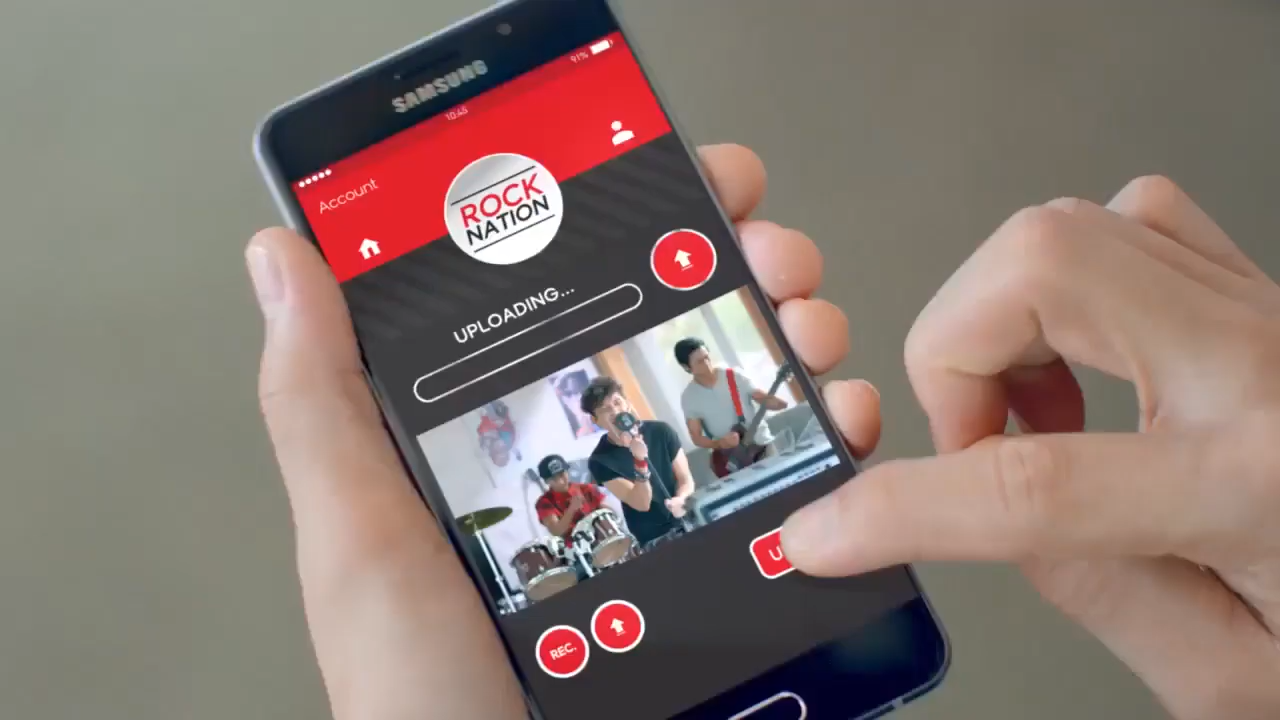 SAMSUNG
91%
10:45
Account
ROCK
NATION
UPLOADING...
U
REC.